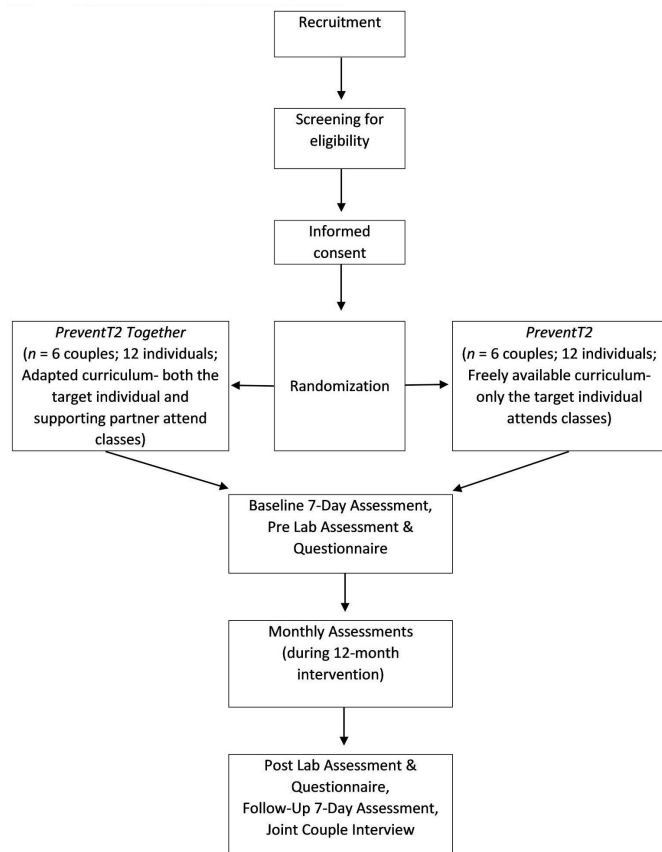 Recruitment
Screening for
eligibility
Informed
consent
PreventT2 Together
(n = 6 couples; 12 individuals;
Adapted curriculum- both the
target individual and
supporting partner attend
classes)
Randomization
PreventT2
(n = 6 couples; 12 individuals;
Freely available curriculum-
only the target individual
attends classes)
Baseline 7-Day Assessment,
Pre Lab Assessment &
Questionnaire
Monthly Assessments
(during 12-month
intervention)
Post Lab Assessment &
Questionnaire,
Follow-Up 7-Day Assessment,
Joint Couple Interview